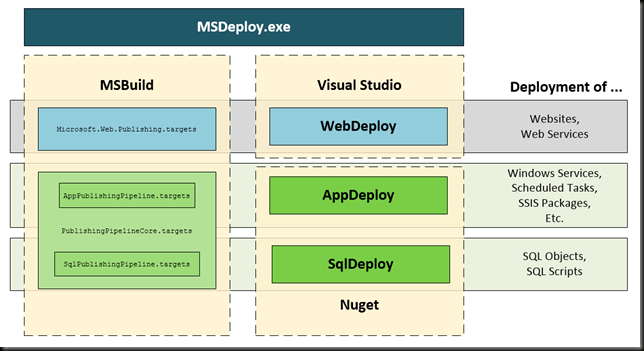 MSDeploy.exe
MSBuild
Visual Studio
Deployment of ...
Microsoft.Web.Publishing.targets
WebDeploy
Websites,
Web Services
AppPublishingPipeline.targets
PublishingPipelineCore.targets
SqlPublishingPipeline.targets
AppDeploy
Windows Services,
Scheduled Tasks,
SSIS Packages,
Etc.
SqlDeploy
SQL Objects,
SQL Scripts
Nuget